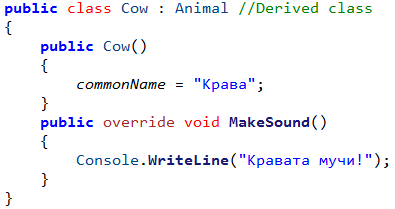 public class Cow : Animal //Derived class
{
public Cow()
{
commonName = "Крава";
}
public override void MakeSound()
{
Console.WriteLine("Кравата мучи!");
}
}